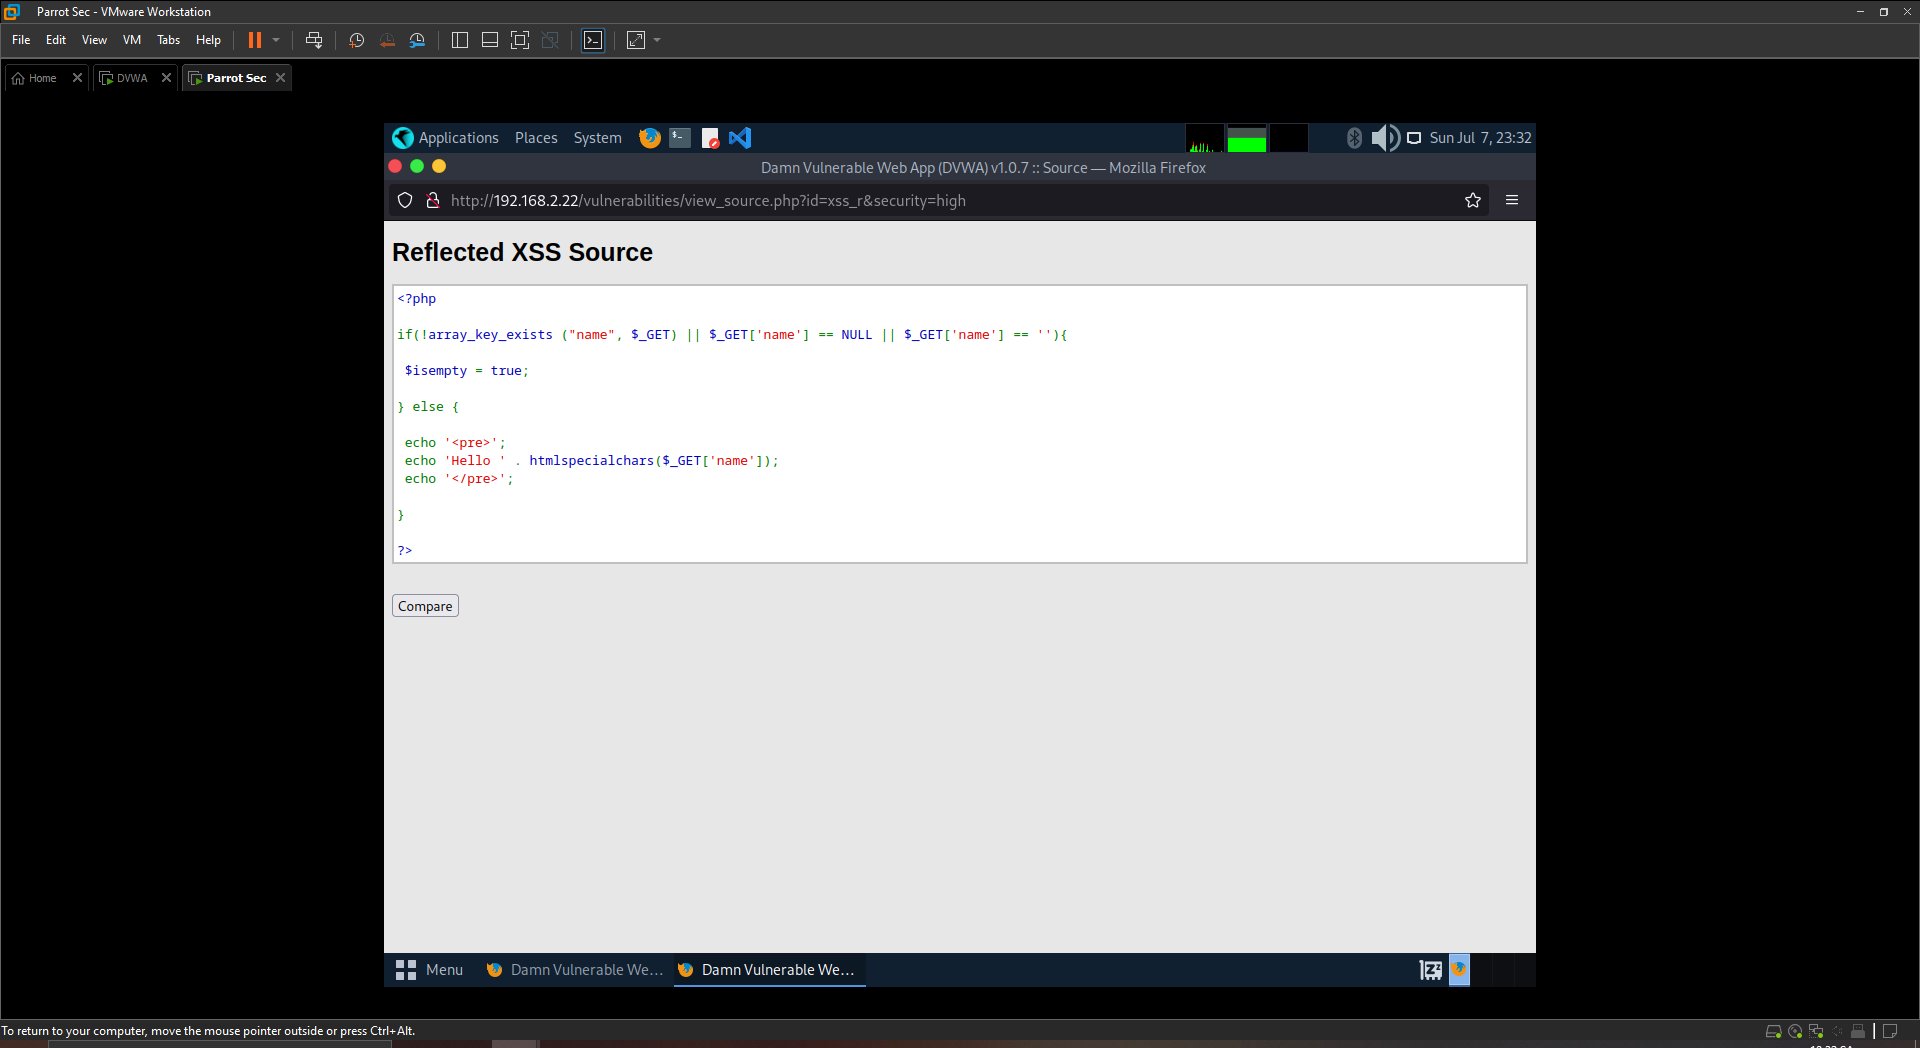 Parrot Sec - VMware Workstation
File Edit View VM Tabs Help
Home DVWA Parrot Sec
Applications Places System Sun Jul 7, 23:32
Damn Vulnerable Web App (DVWA) v1.0.7 :: Source — Mozilla Firefox
http://192.168.2.22/vulnerabilities/view_source.php?id=xss_r&security=high
Reflected XSS Source
<?php
if(!array_key_exists ("name", $_GET) || $_GET['name'] == NULL || $_GET['name'] == ''){
$isempty = true;
} else {
echo '<pre>';
echo 'Hello ' . htmlspecialchars($_GET['name']);
echo '</pre>';
}
?>
Compare
Menu Damn Vulnerable We... Damn Vulnerable We...
To return to your computer, move the mouse pointer outside or press Ctrl+Alt.